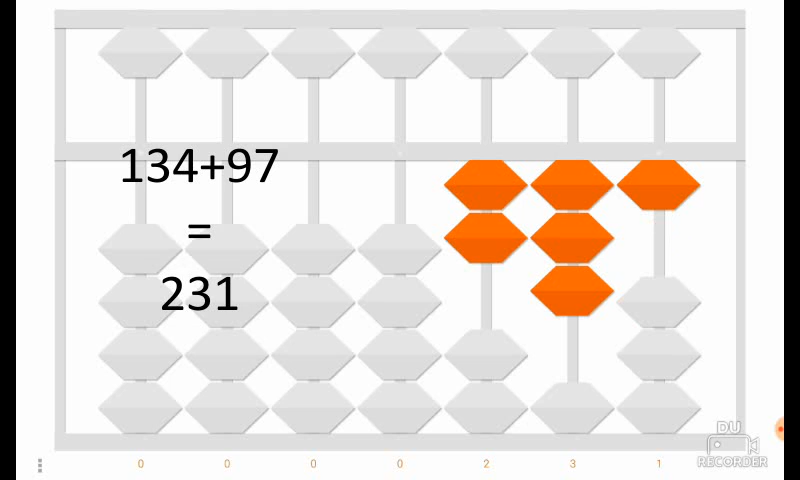 134+97
=
231
0 0 0 0 2 3 1
DU
RECORDER